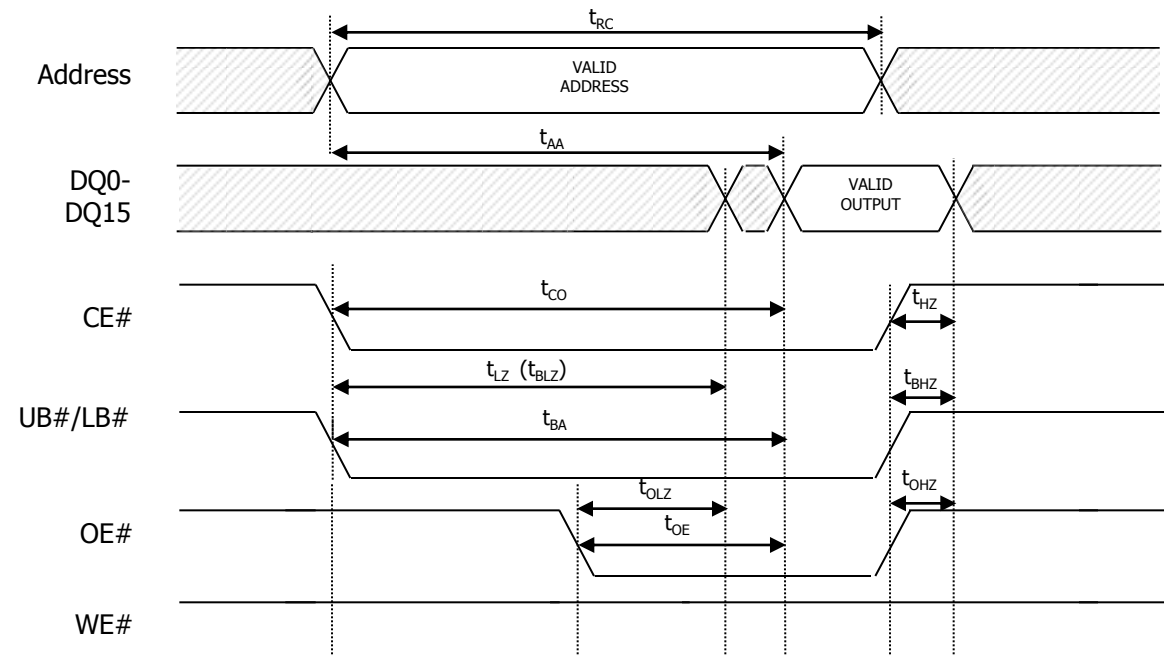 tRC
Address
VALID
ADDRESS
tAA
DQ0-
DQ15
VALID
OUTPUT
CE#
tCO
tHZ
tLZ (tBLZ)
tBHZ
UB#/LB#
tBA
tOLZ
tOHZ
OE#
tOE
WE#